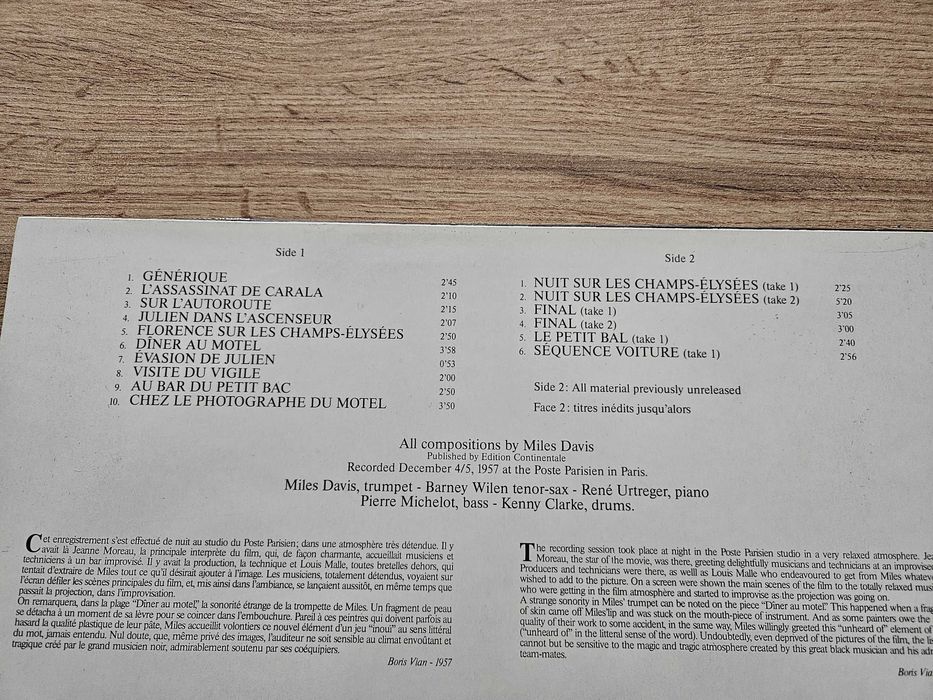 Side 1
1. GÉNÉRIQUE 2'45
2. L'ASSASSINAT DE CARALA 2'10
3. SUR L'AUTOROUTE 2'15
4. JULIEN DANS L'ASCENSEUR 2'07
5. FLORENCE SUR LES CHAMPS-ÉLYSÉES 2'50
6. DÎNER AU MOTEL 3'58
7. ÉVASION DE JULIEN 0'53
8. VISITE DU VIGILE 2'00
9. AU BAR DU PETIT BAC 2'50
10. CHEZ LE PHOTOGRAPHE DU MOTEL 3'50
Side 2
1. NUIT SUR LES CHAMPS-ÉLYSÉES (take 1) 2'25
2. NUIT SUR LES CHAMPS-ÉLYSÉES (take 2) 5'20
3. FINAL (take 1) 3'05
4. FINAL (take 2) 3'00
5. LE PETIT BAL (take 1) 2'40
6. SÉQUENCE VOITURE (take 1) 2'56
Side 2: All material previously unreleased
Face 2: titres inédits jusqu'alors
All compositions by Miles Davis
Published by Edition Continentale
Recorded December 4/5, 1957 at the Poste Parisien in Paris.
Miles Davis, trumpet - Barney Wilen tenor-sax - René Urtreger, piano
Pierre Michelot, bass - Kenny Clarke, drums.
Cet enregistrement s'est effectué de nuit au studio du Poste Parisien; dans une atmosphère très détendue. Il y
avait là Jeanne Moreau, la principale interprète du film, qui, de façon charmante, accueillait musiciens et
techniciens à un bar improvisé. Il y avait la production, la technique et Louis Malle, toutes bretelles dehors, qui
tentait d'extraire de Miles tout ce qu'il désirait ajouter à l'image. Les musiciens, totalement détendus, voyaient sur
l'écran défiler les scènes principales du film, et, mis ainsi dans l'ambiance, se lançaient aussitôt, en même temps que
passait la projection, dans l'improvisation.
On remarquera, dans la plage "Dîner au motel," la sonorité étrange de la trompette de Miles. Un fragment de peau
se détacha à un moment de sa lèvre pour se coincer dans l'embouchure. Pareil à ces peintres qui doivent parfois au
hasard la qualité plastique de leur pâte, Miles accueillit volontiers ce nouvel élément d'un jeu "inouï" au sens littéral
du mot, jamais entendu. Nul doute, que, même privé des images, l'auditeur ne soit sensible au climat envoûtant et
tragique créé par le grand musicien noir, admirablement soutenu par ses coéquipiers.
Boris Vian - 1957
The recording session took place at night in the Poste Parisien studio in a very relaxed atmosphere.
Moreau, the star of the movie, was there, greeting delightfully musicians and technicians at an
Producers and technicians were there, as well as Louis Malle who endeavoured to get from Miles
wished to add to the picture. On a screen were shown the main scenes of the film to the totally relaxed
who were getting in the film atmosphere and started to improvise as the projection was going on.
A strange sonority in Miles' trumpet can be noted on the piece "Dîner au motel." This happened when a
of skin came off Miles'lip and was stuck on the mouth-piece of instrument. And as some painters owe the
quality of their work to some accident, in the same way, Miles willingly greeted this "unheard of" element of
("unheard of" in the litteral sense of the word). Undoubtedly, even deprived of the pictures of the film, the
cannot but be sensitive to the magic and tragic atmosphere created by this great black musician and his
team-mates.
Boris